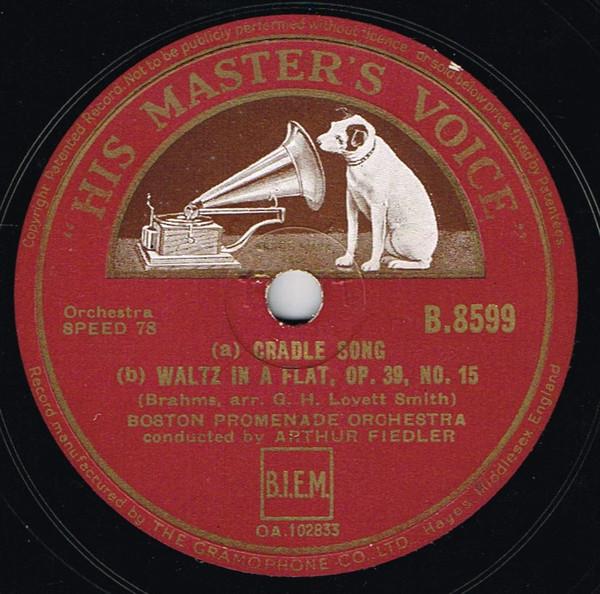 Copyright Patented Record. Not to be publicly performed without licence or sold below price fixed by Patentees.
"HIS MASTER'S VOICE"
Orchestra
SPEED 78
B.8599
(a) CRADLE SONG
(b) WALTZ IN A FLAT, OP. 39, NO. 15
(Brahms, arr. G. H. Lovett Smith)
BOSTON PROMENADE ORCHESTRA
conducted by ARTHUR FIEDLER
B.I.E.M.
OA.102833
Record manufactured by THE GRAMOPHONE CO. LTD. Hayes, Middlesex, England